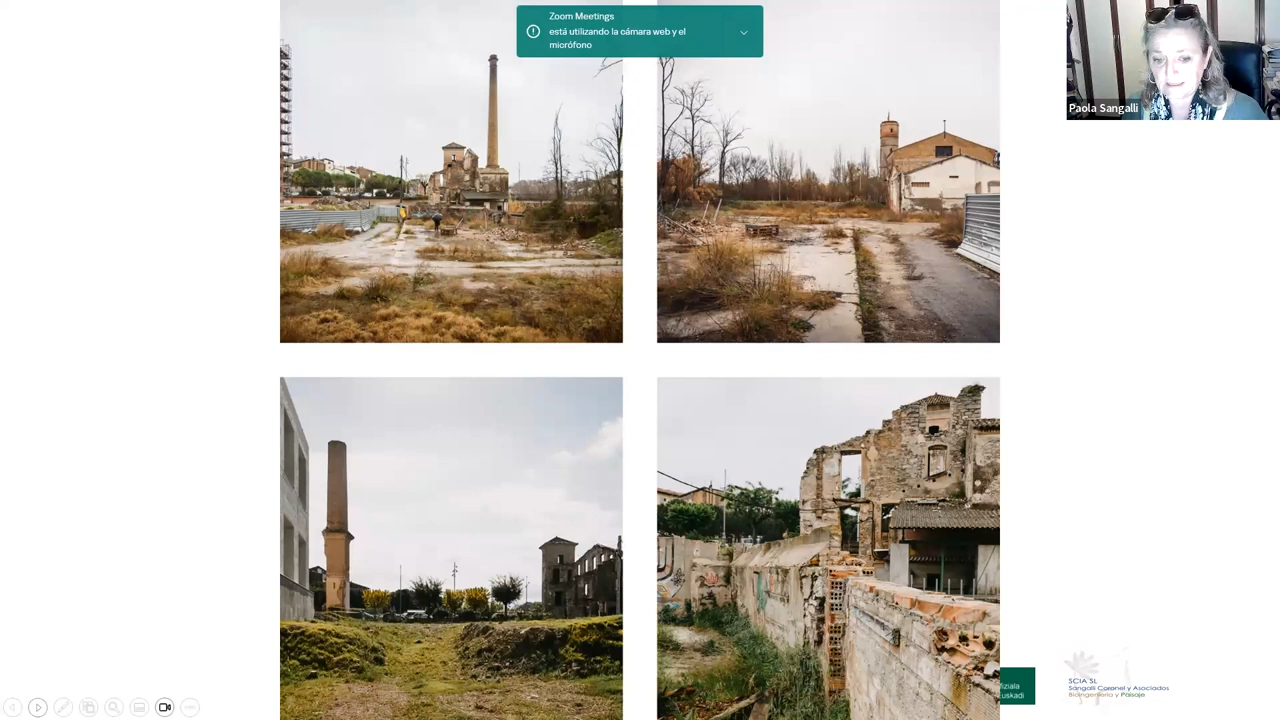 Zoom Meetings
está utilizando la cámara web y el
micrófono
Paola Sangalli
SCIA SL
Sangalli Coronel y Asociados
Bioingeniería y Paisaje